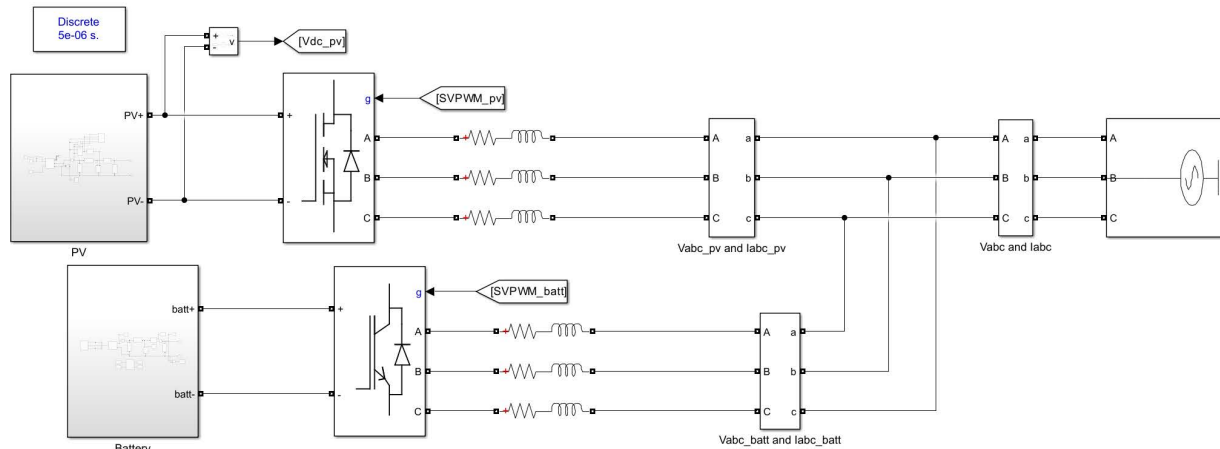 Discrete
5e-06 s.
+
-
v
[Vdc_pv]
PV+
PV-
PV
+
-
g
A
B
C
[SVPWM_pv]
+
+
+
A
B
C
a
b
c
Vabc_pv and Iabc_pv
A
B
C
a
b
c
Vabc and Iabc
A
B
C
batt+
batt-
Battery
+
-
g
A
B
C
[SVPWM_batt]
+
+
+
A
B
C
a
b
c
Vabc_batt and Iabc_batt